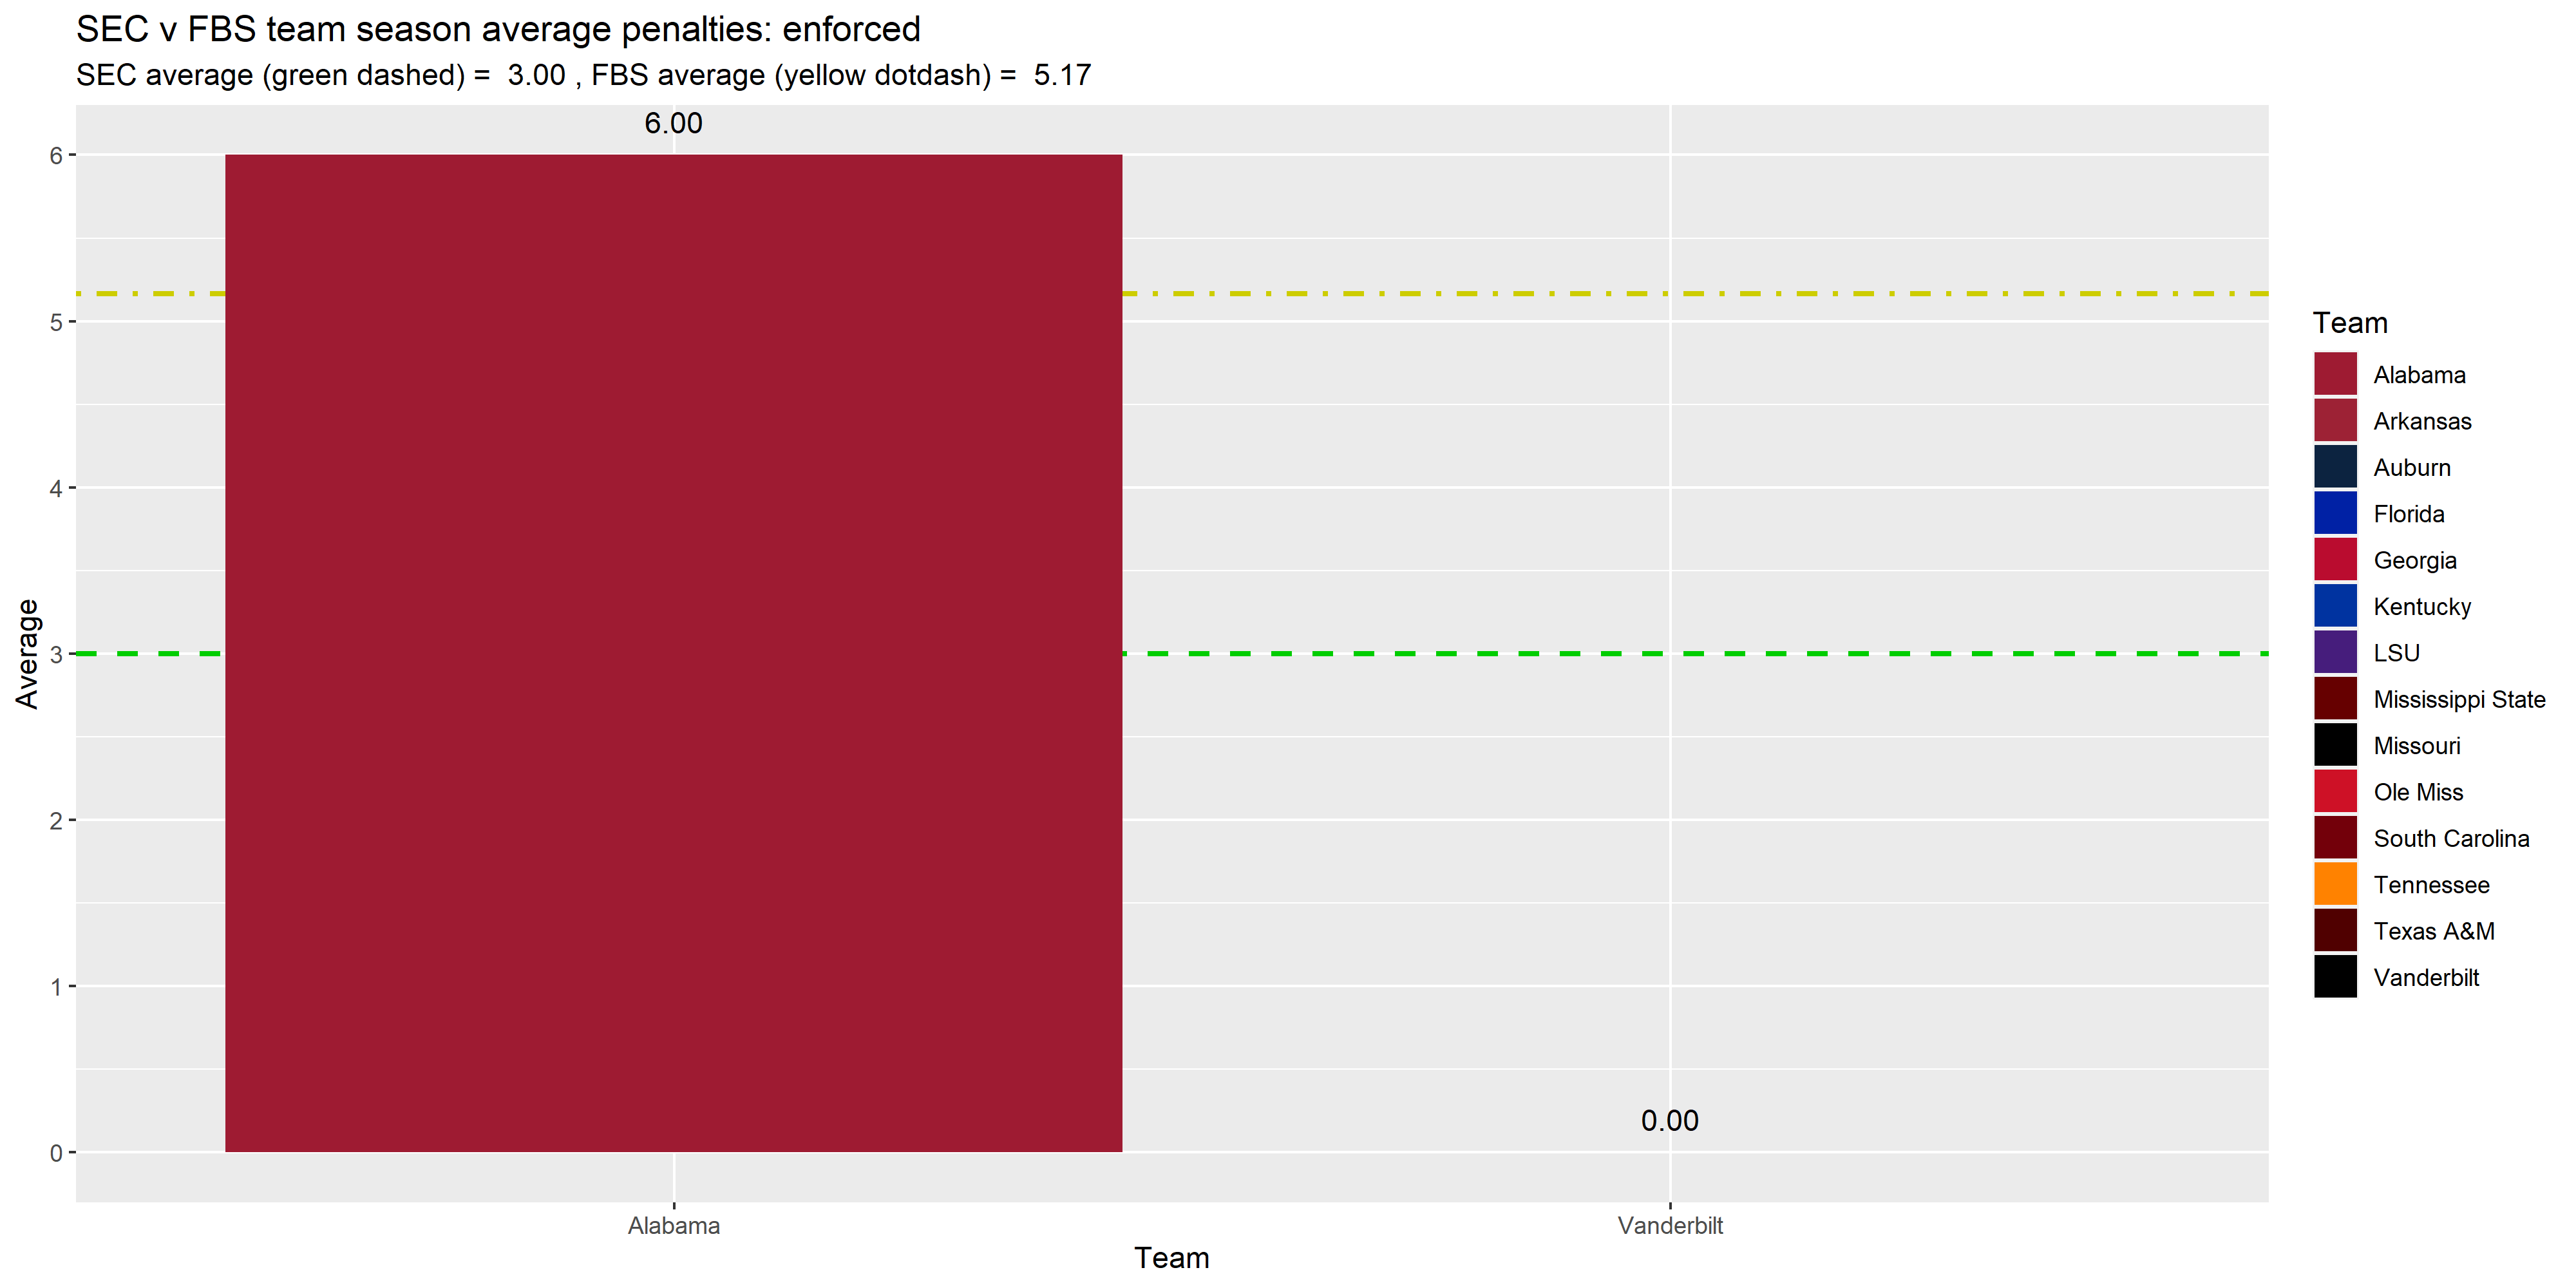 SEC v FBS team season average penalties: enforced
SEC average (green dashed) =  3.00 , FBS average (yellow dotdash) =  5.17
6.00
0.00
6
5
4
3
2
1
0
Average
Alabama
Vanderbilt
Team
Team
Alabama
Arkansas
Auburn
Florida
Georgia
Kentucky
LSU
Mississippi State
Missouri
Ole Miss
South Carolina
Tennessee
Texas A&M
Vanderbilt